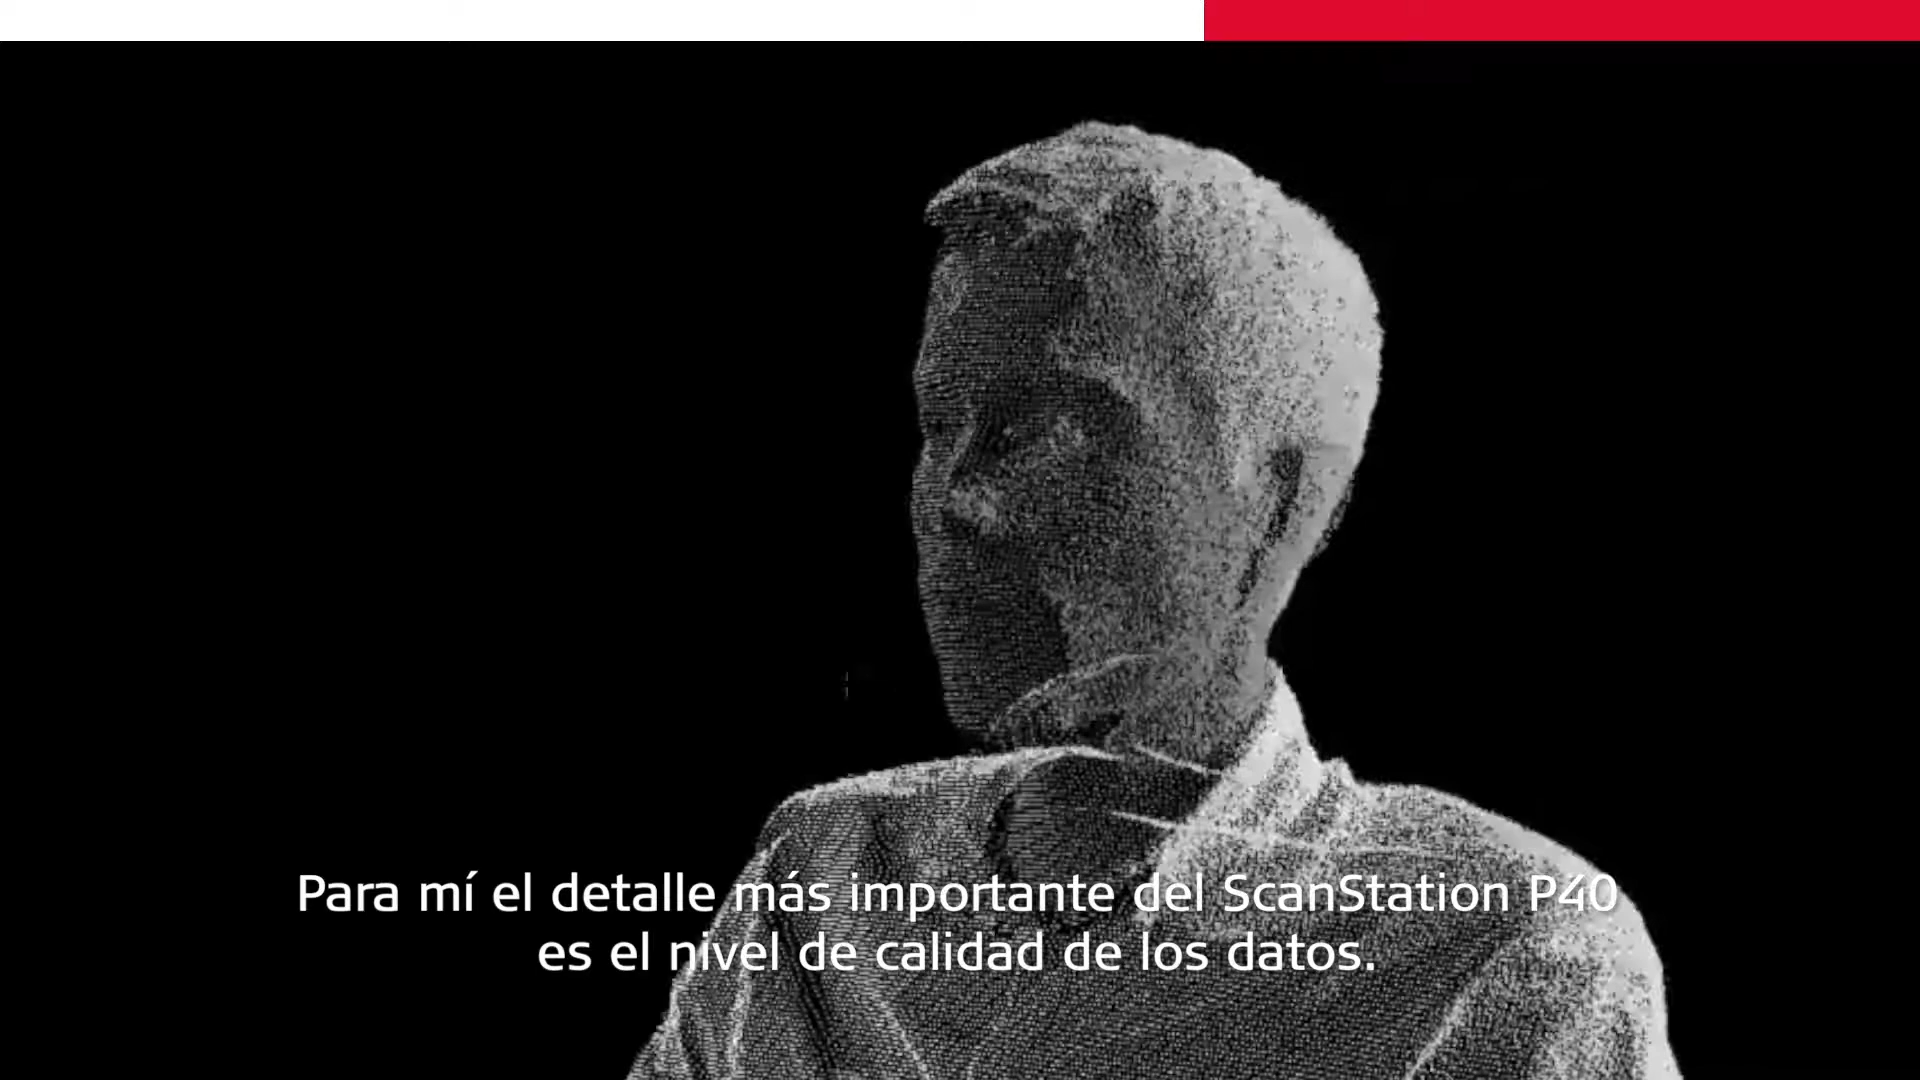 Para mí el detalle más importante del ScanStation P40
es el nivel de calidad de los datos.